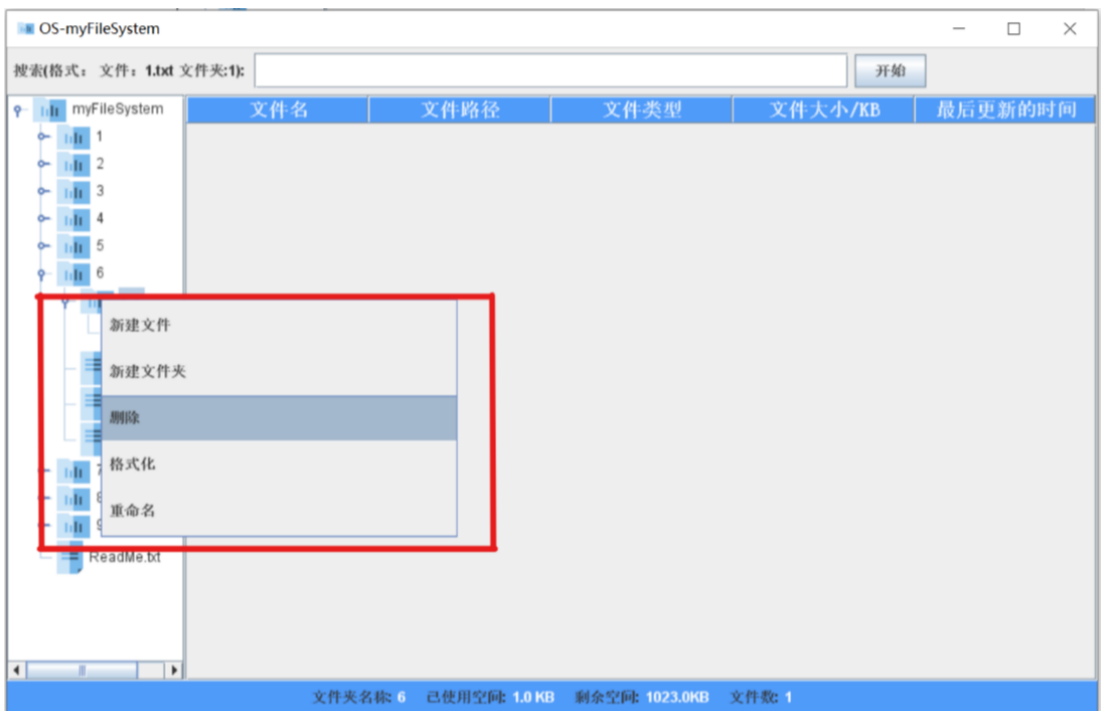 OS-myFileSystem
搜索(格式: 文件: 1.txt 文件夹:1):
开始
myFileSystem
文件名 文件路径 文件类型 文件大小/KB 最后更新的时间
1
2
3
4
5
6
新建文件
新建文件夹
删除
格式化
重命名
7
8
9
ReadMe.txt
文件夹名称: 6 已使用空间: 1.0 KB 剩余空间: 1023.0KB 文件数: 1